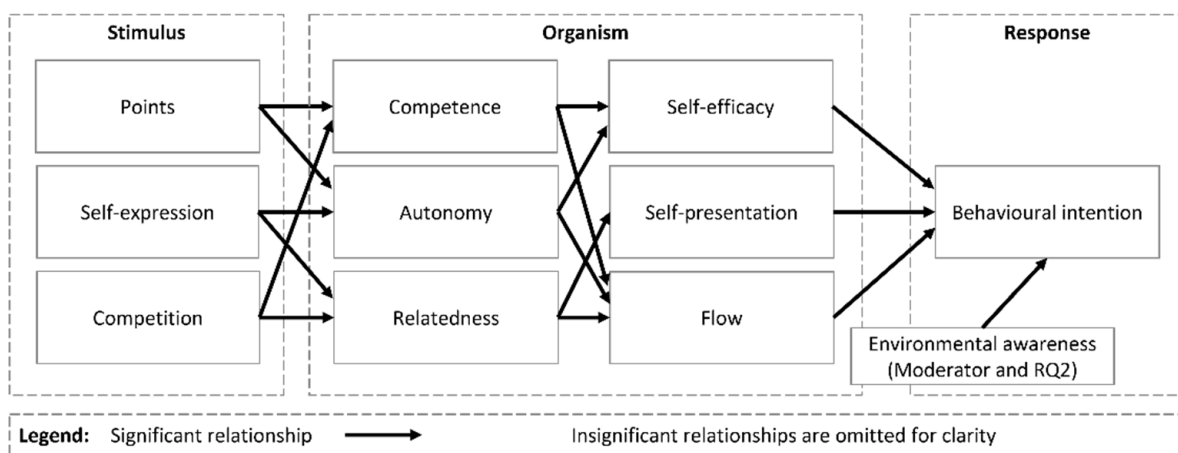 Stimulus
Organism
Response
Points
Competence
Self-efficacy
Self-expression
Autonomy
Self-presentation
Behavioural intention
Competition
Relatedness
Flow
Environmental awareness
(Moderator and RQ2)
Legend: Significant relationship
Insignificant relationships are omitted for clarity